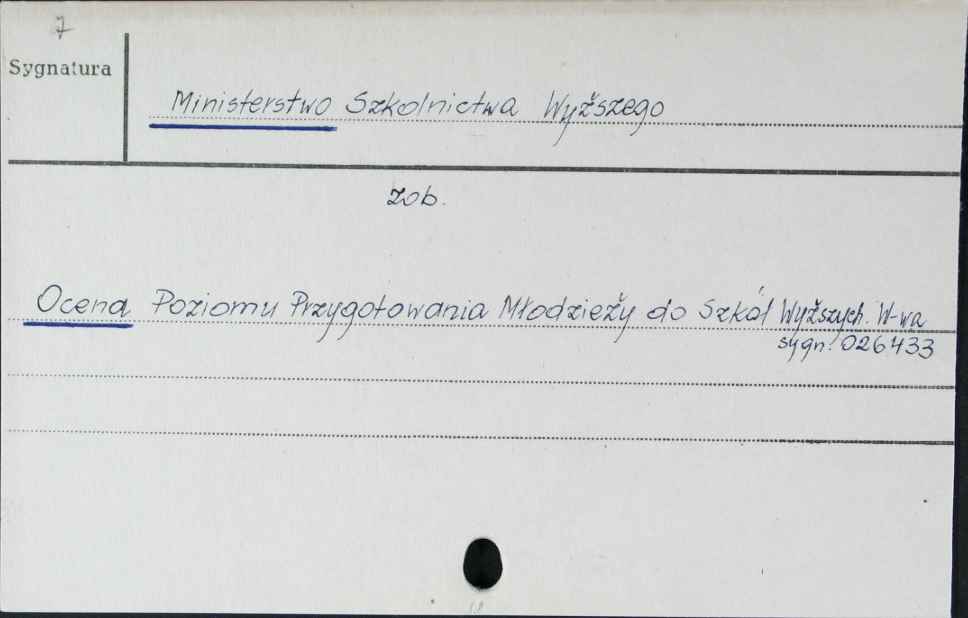 7
Sygnatura
Ministerstwo Szkolnictwa Wyższego
zob.
Ocena Poziomu Przygotowania Młodzieży do Szkół Wyższych. W-wa
sygn. 026433